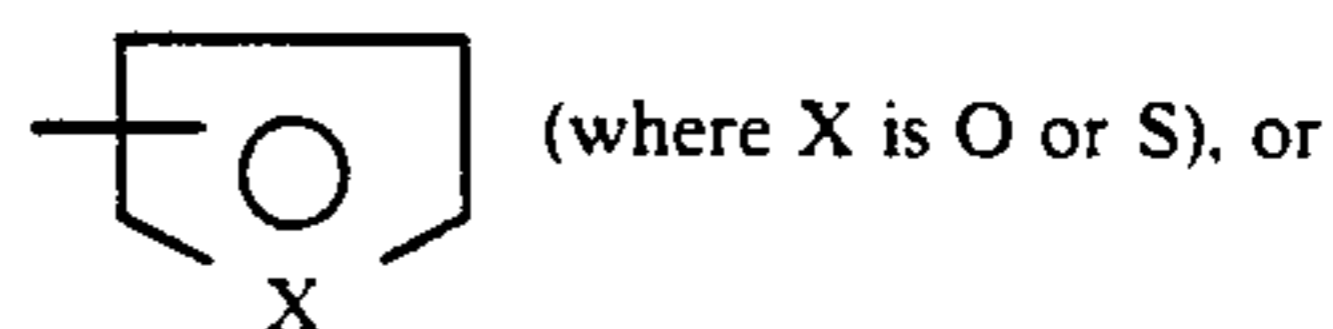 (where X is O or S), or
X